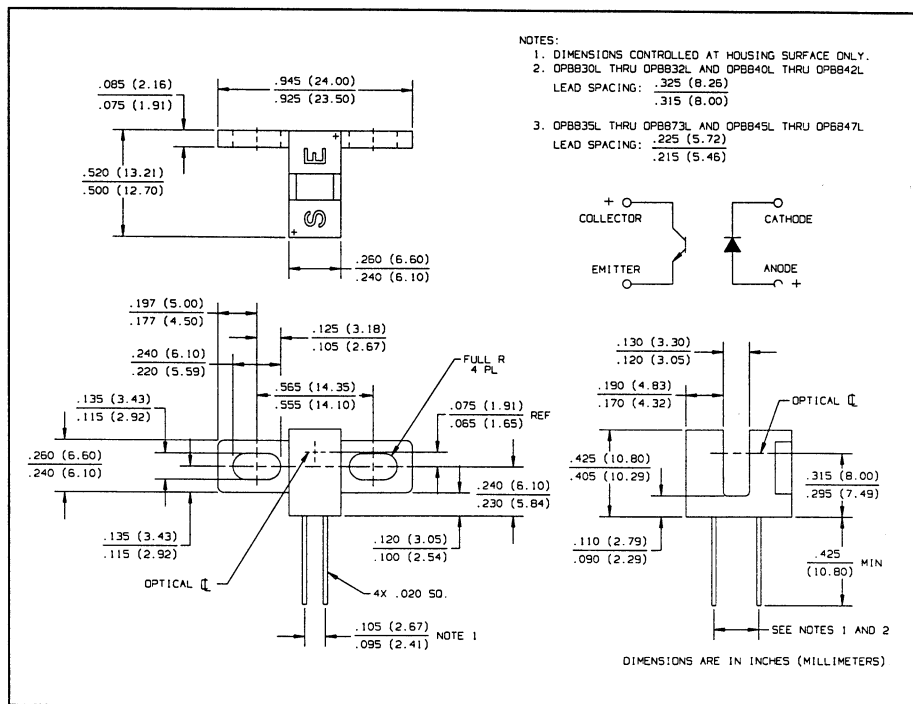 NOTES:
1. DIMENSIONS CONTROLLED AT HOUSING SURFACE ONLY.
2. OPB830L THRU OPB832L AND OPB840L THRU OPB842L
LEAD SPACING: .325 (8.26)
.315 (8.00)
3. OPB835L THRU OPB873L AND OPB845L THRU OPB847L
LEAD SPACING: .225 (5.72)
.215 (5.46)
.085 (2.16)
.075 (1.91)
.945 (24.00)
.925 (23.50)
.520 (13.21)
.500 (12.70)
E
S
+
+
.260 (6.60)
.240 (6.10)
+
COLLECTOR
EMITTER
CATHODE
ANODE
+
.197 (5.00)
.177 (4.50)
.125 (3.18)
.105 (2.67)
.240 (6.10)
.220 (5.59)
FULL R
4 PL
.565 (14.35)
.555 (14.10)
.135 (3.43)
.115 (2.92)
.075 (1.91)
.065 (1.65)
REF
.260 (6.60)
.240 (6.10)
.240 (6.10)
.230 (5.84)
.135 (3.43)
.115 (2.92)
.120 (3.05)
.100 (2.54)
OPTICAL ℄
4X .020 SQ.
.105 (2.67)
.095 (2.41)
NOTE 1
.130 (3.30)
.120 (3.05)
.190 (4.83)
.170 (4.32)
OPTICAL ℄
.425 (10.80)
.405 (10.29)
.315 (8.00)
.295 (7.49)
.110 (2.79)
.090 (2.29)
.425
(10.80)
MIN
SEE NOTES 1 AND 2
DIMENSIONS ARE IN INCHES (MILLIMETERS)